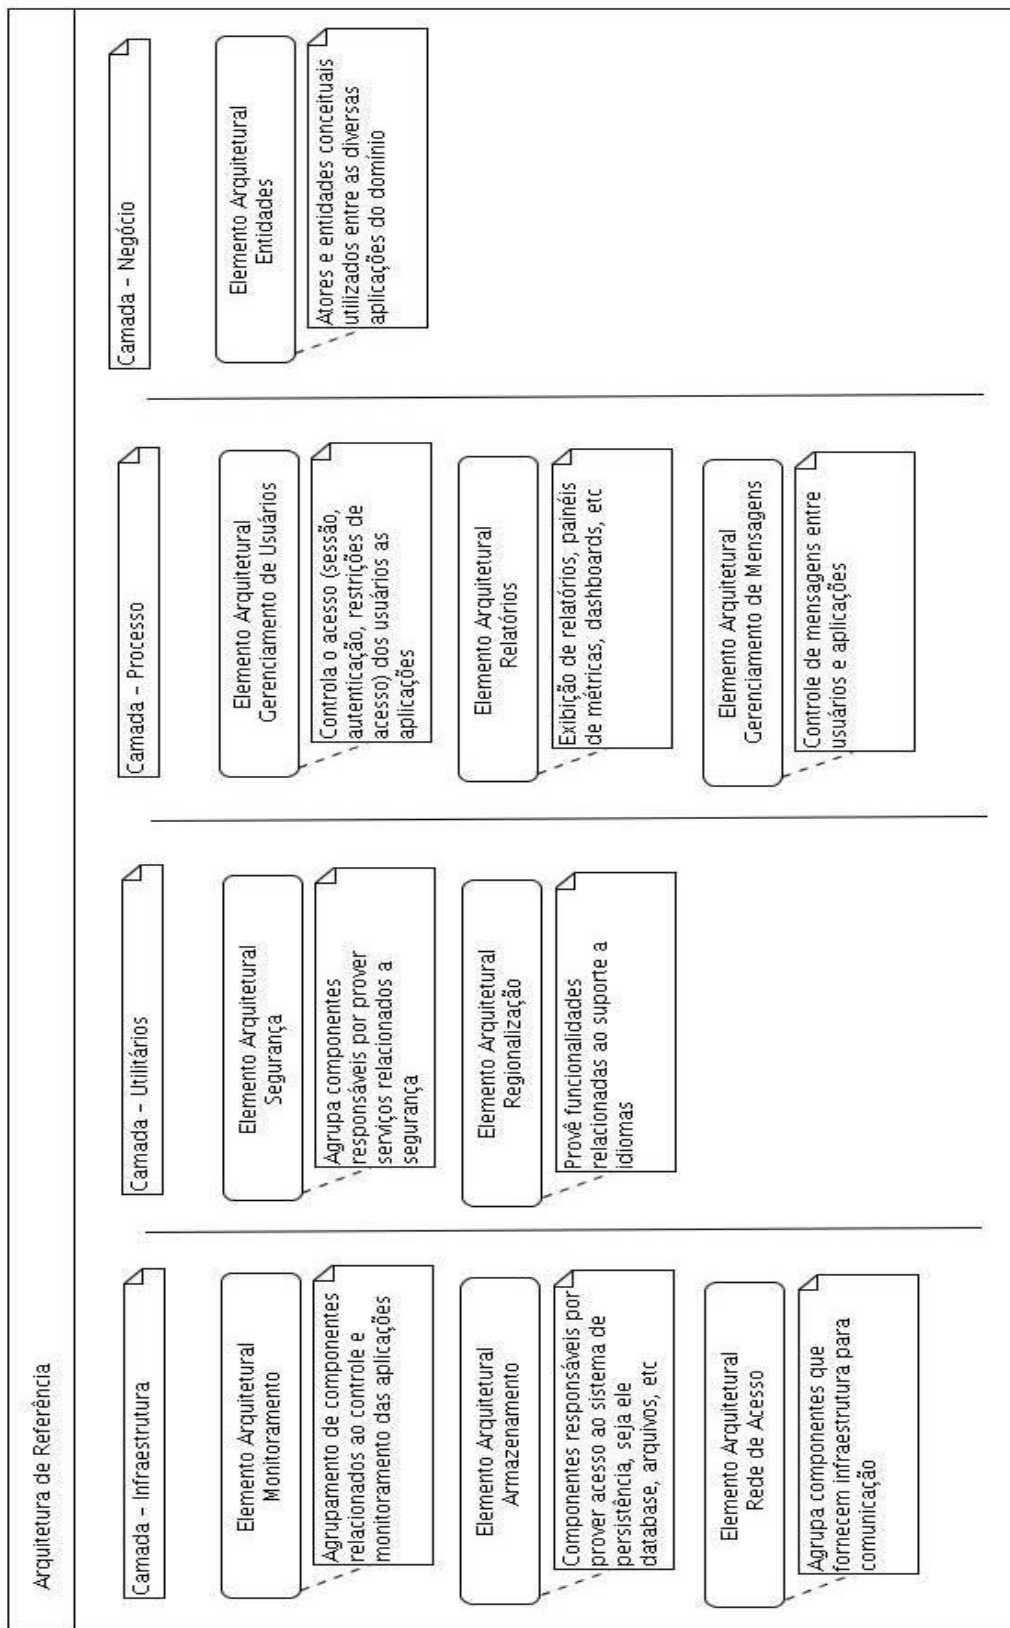 Arquitetura de Referência
Camada - Infraestrutura
Elemento Arquitetural
Monitoramento
Agrupamento de componentes
relacionados ao controle e
monitoramento das aplicações
Elemento Arquitetural
Armazenamento
Componentes responsáveis por
prover acesso ao sistema de
persistência, seja ele
database, arquivos, etc
Elemento Arquitetural
Rede de Acesso
Agrupa componentes que
fornecem infraestrutura para
comunicação
Camada - Utilitários
Elemento Arquitetural
Segurança
Agrupa componentes
responsáveis por prover
serviços relacionados a
segurança
Elemento Arquitetural
Regionalização
Provê funcionalidades
relacionadas ao suporte a
idiomas
Camada - Processo
Elemento Arquitetural
Gerenciamento de Usuários
Controla o acesso (sessão,
autenticação, restrições de
acesso) dos usuários as
aplicações
Elemento Arquitetural
Relatórios
Exibição de relatórios, painéis
de métricas, dashboards, etc
Elemento Arquitetural
Gerenciamento de Mensagens
Controle de mensagens entre
usuários e aplicações
Camada - Negócio
Elemento Arquitetural
Entidades
Atores e entidades conceituais
utilizados entre as diversas
aplicações do domínio